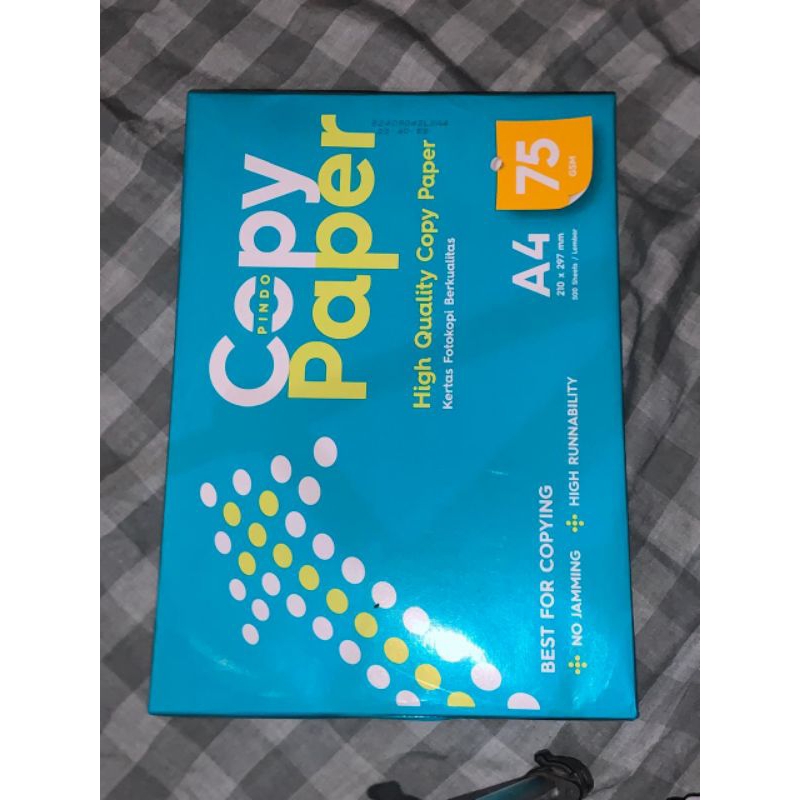 Copy
PINDO
Paper
High Quality Copy Paper
Kertas Fotokopi Berkualitas
75
GSM
A4
210 x 297 mm
500 Sheets / Lembar
BEST FOR COPYING
NO JAMMING
HIGH RUNNABILITY